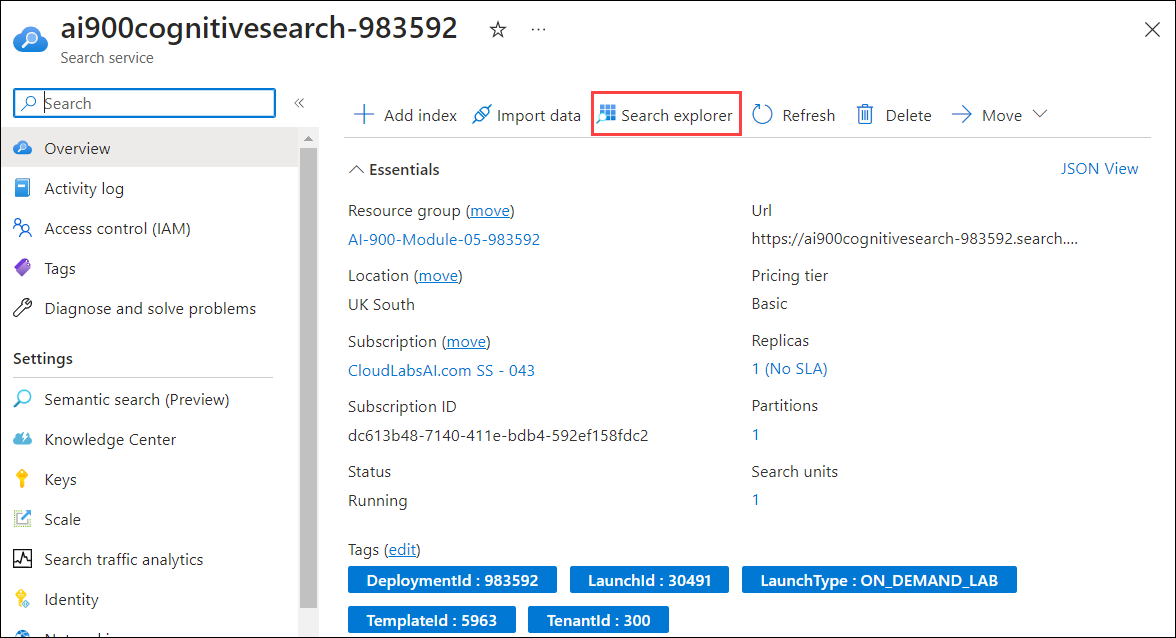 ai900cognitivesearch-983592
Search service
Search
Add index
Import data
Search explorer
Refresh
Delete
Move
Overview
Activity log
Access control (IAM)
Tags
Diagnose and solve problems
Settings
Semantic search (Preview)
Knowledge Center
Keys
Scale
Search traffic analytics
Identity
Essentials
JSON View
Resource group (move)
AI-900-Module-05-983592
Location (move)
UK South
Subscription (move)
CloudLabsAI.com SS - 043
Subscription ID
dc613b48-7140-411e-bdb4-592ef158fdc2
Status
Running
Url
https://ai900cognitivesearch-983592.search....
Pricing tier
Basic
Replicas
1 (No SLA)
Partitions
1
Search units
1
Tags (edit)
DeploymentId : 983592
LaunchId : 30491
LaunchType : ON_DEMAND_LAB
TemplateId : 5963
TenantId : 300